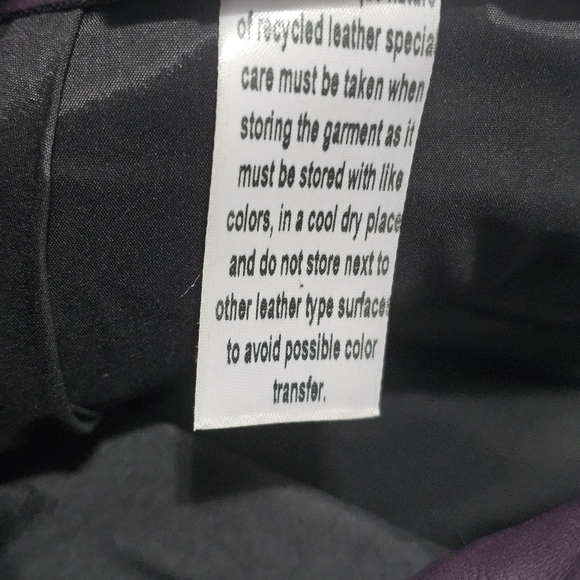 nature
of recycled leather special
care must be taken when
storing the garment as it
must be stored with like
colors, in a cool dry place
and do not store next to
other leather type surfaces
to avoid possible color
transfer.